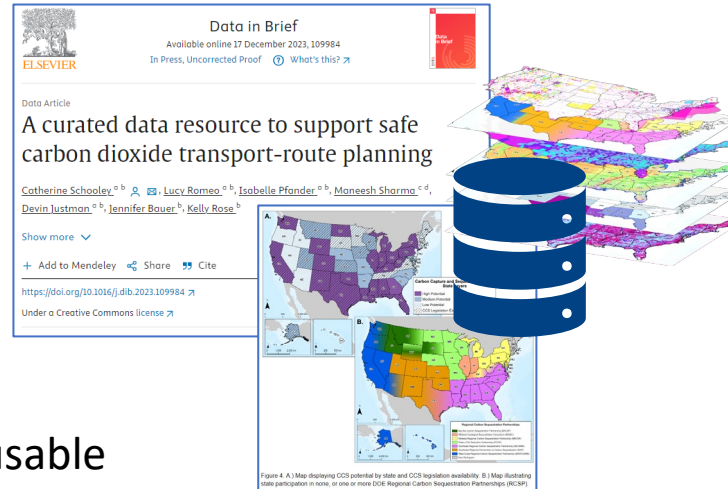 ELSEVIER
Data in Brief
Available online 17 December 2023, 109984
In Press, Uncorrected Proof ? What's this? ↗
Data in Brief
Data Article
A curated data resource to support safe
carbon dioxide transport-route planning
Catherine Schooley a b, Lucy Romeo a b, Isabelle Pfander a b, Maneesh Sharma c d,
Devin Justman a b, Jennifer Bauer b, Kelly Rose b
Show more
+ Add to Mendeley Share Cite
https://doi.org/10.1016/j.dib.2023.109984 ↗
Under a Creative Commons license ↗
A.
High Potential
Medium Potential
Low Potential
B.
Regional Carbon Sequestration Partnerships
Figure 4. A.) Map displaying CCS potential by state and CCS legislation availability. B.) Map illustrating
state participation in none, or one or more DOE Regional Carbon Sequestration Partnerships (RCSP).
usable